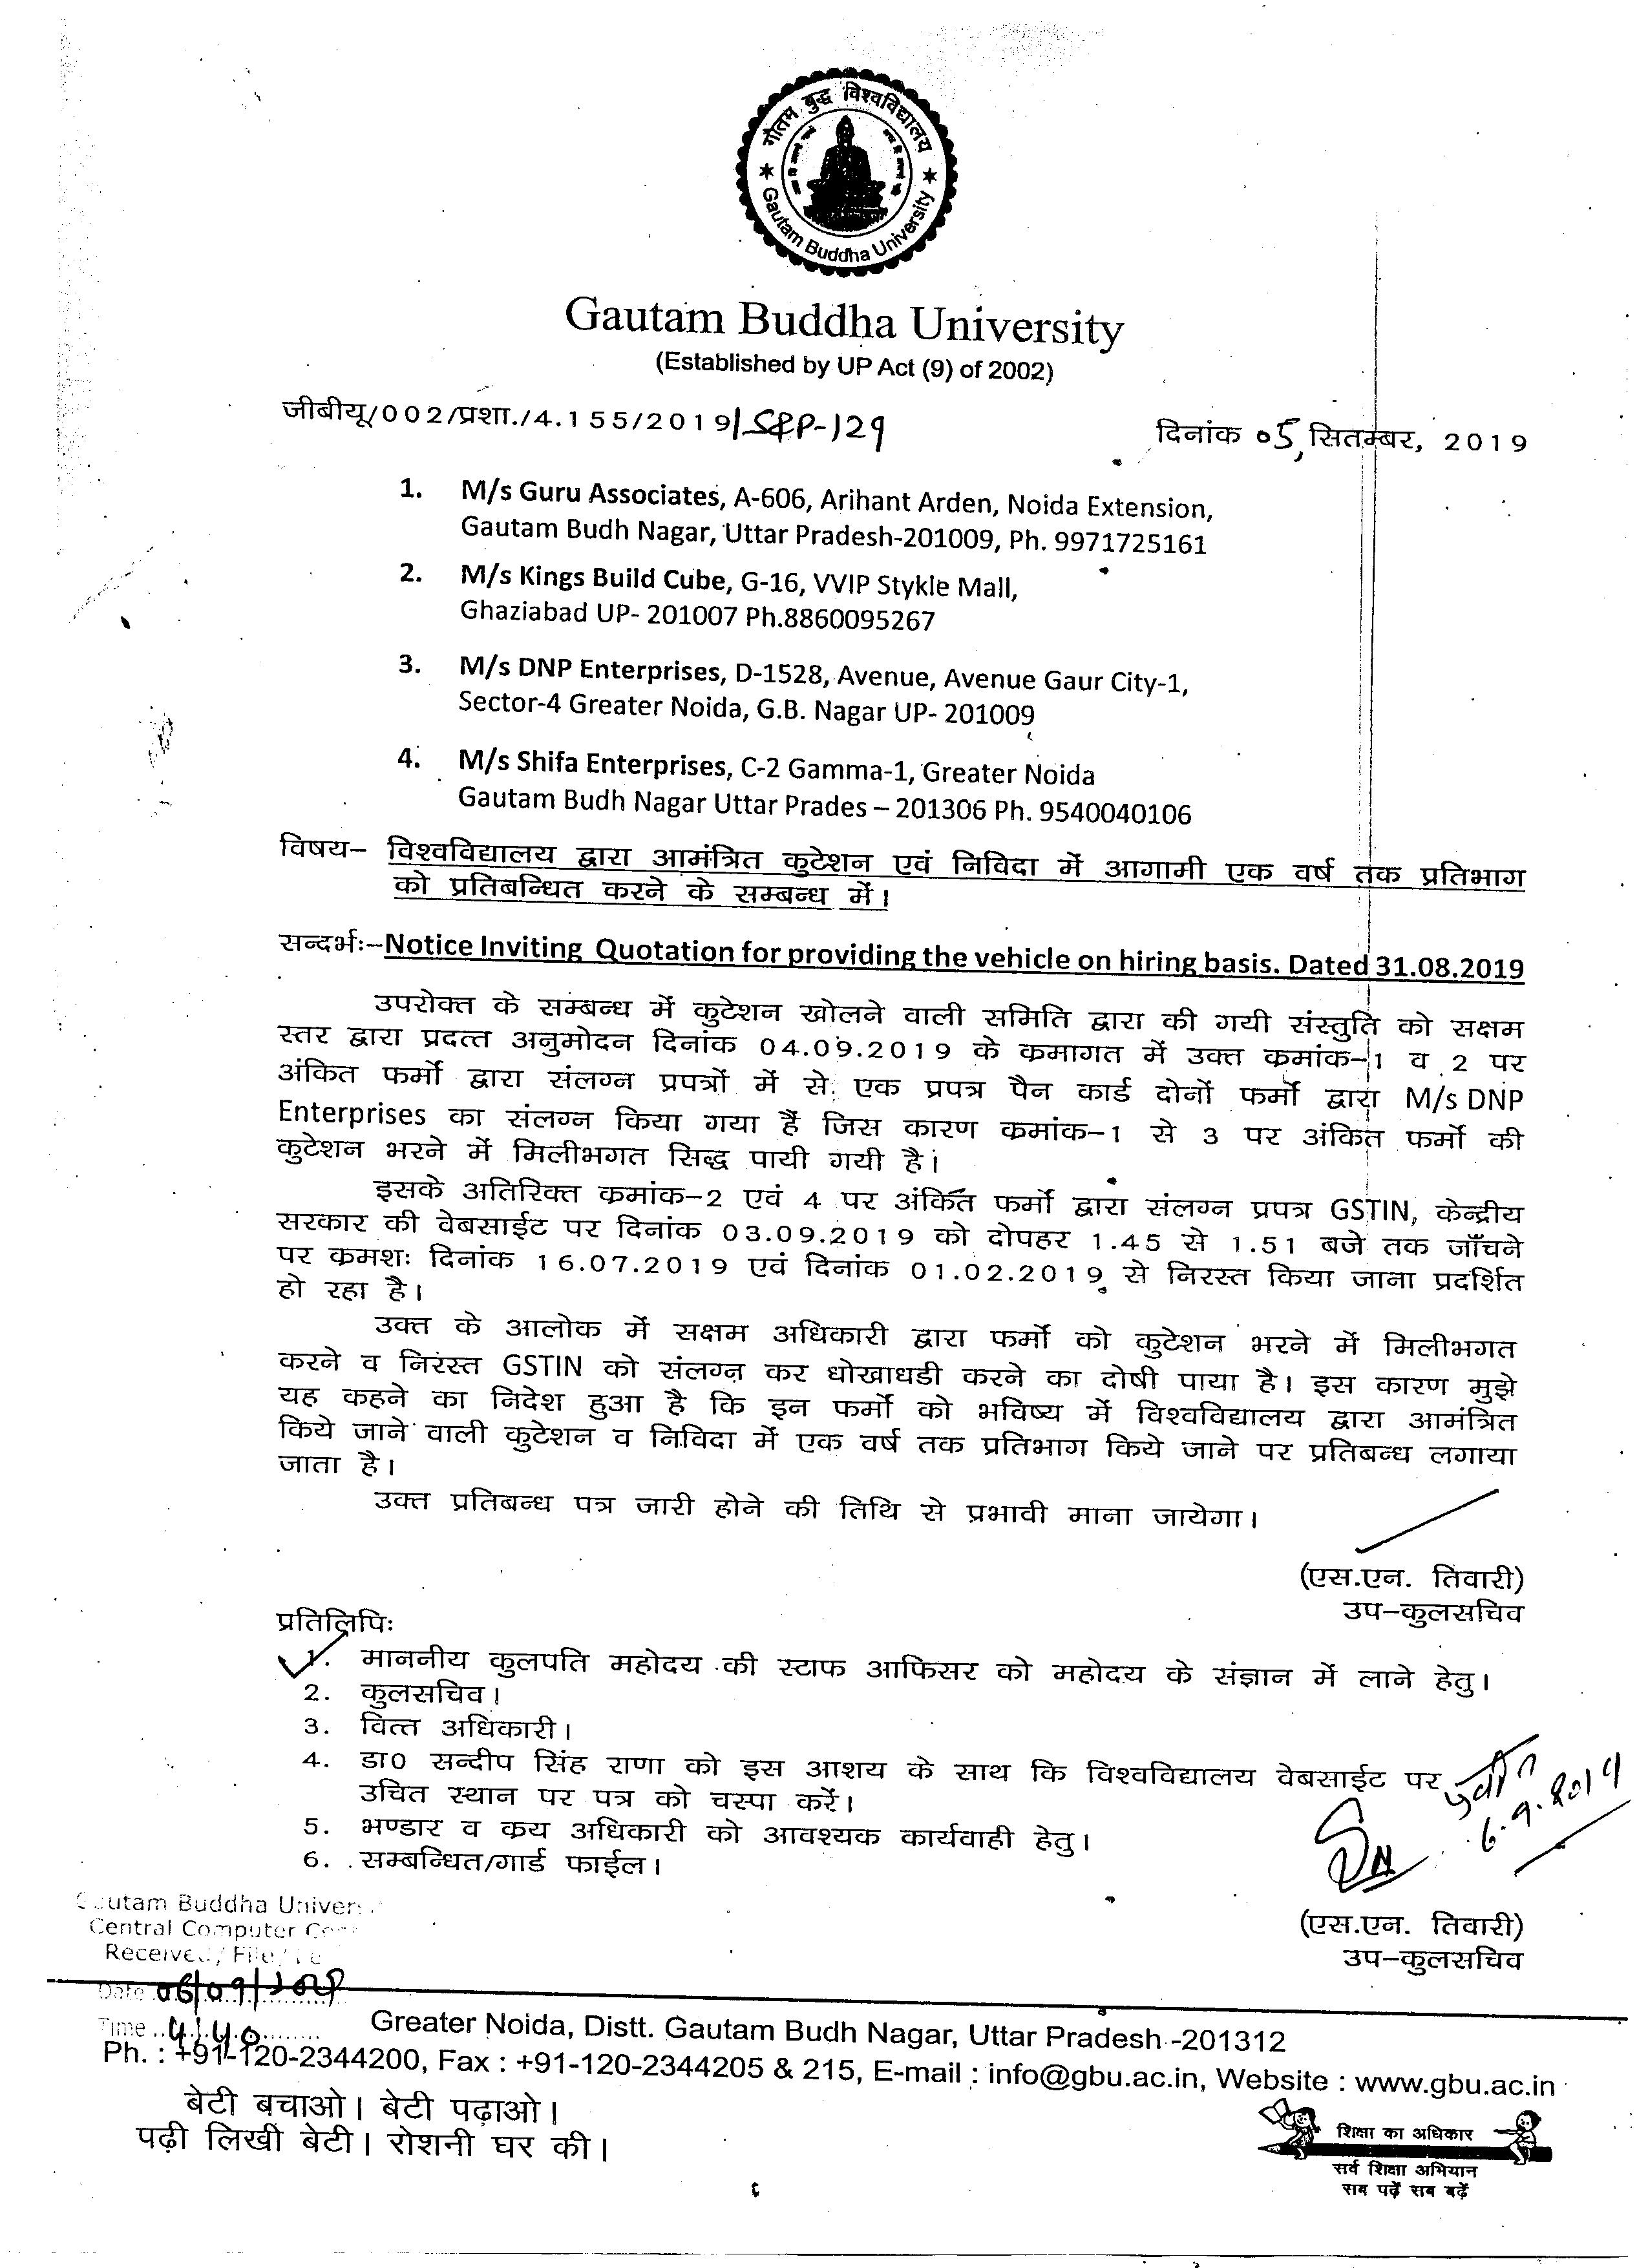 गौतम बुद्ध विश्वविद्यालय
Gautam Buddha University
Gautam Buddha University
(Established by UP Act (9) of 2002)
जीबीयू/002/प्रशा./4.155/2019/S&P-129
दिनांक 05, सितम्बर, 2019
1. M/s Guru Associates, A-606, Arihant Arden, Noida Extension,
Gautam Budh Nagar, Uttar Pradesh-201009, Ph. 9971725161
2. M/s Kings Build Cube, G-16, VVIP Stykle Mall,
Ghaziabad UP- 201007 Ph.8860095267
3. M/s DNP Enterprises, D-1528, Avenue, Avenue Gaur City-1,
Sector-4 Greater Noida, G.B. Nagar UP- 201009
4. M/s Shifa Enterprises, C-2 Gamma-1, Greater Noida
Gautam Budh Nagar Uttar Prades – 201306 Ph. 9540040106
विषय– विश्वविद्यालय द्वारा आमंत्रित कुटेशन एवं निविदा में आगामी एक वर्ष तक प्रतिभाग
को प्रतिबन्धित करने के सम्बन्ध में।
सन्दर्भः–Notice Inviting Quotation for providing the vehicle on hiring basis. Dated 31.08.2019
उपरोक्त के सम्बन्ध में कुटेशन खोलने वाली समिति द्वारा की गयी संस्तुति को सक्षम
स्तर द्वारा प्रदत्त अनुमोदन दिनांक 04.09.2019 के कमागत में उक्त क्रमांक–1 व 2 पर
अंकित फर्मो द्वारा संलग्न प्रपत्रों में से एक प्रपत्र पैन कार्ड दोनों फर्मो द्वारा M/s DNP
Enterprises का संलग्न किया गया हैं जिस कारण क्रमांक–1 से 3 पर अंकित फर्मो की
कुटेशन भरने में मिलीभगत सिद्ध पायी गयी है।
इसके अतिरिक्त क्रमांक–2 एवं 4 पर अंकित फर्मो द्वारा संलग्न प्रपत्र GSTIN, केन्द्रीय
सरकार की वेबसाईट पर दिनांक 03.09.2019 को दोपहर 1.45 से 1.51 बजे तक जॉंचने
पर क्रमशः दिनांक 16.07.2019 एवं दिनांक 01.02.2019 से निरस्त किया जाना प्रदर्शित
हो रहा है।
उक्त के आलोक में सक्षम अधिकारी द्वारा फर्मो को कुटेशन भरने में मिलीभगत
करने व निरस्त GSTIN को संलग्न कर धोखाधडी करने का दोषी पाया है। इस कारण मुझे
यह कहने का निदेश हुआ है कि इन फर्मो को भविष्य में विश्वविद्यालय द्वारा आमंत्रित
किये जाने वाली कुटेशन व निविदा में एक वर्ष तक प्रतिभाग किये जाने पर प्रतिबन्ध लगाया
जाता है।
उक्त प्रतिबन्ध पत्र जारी होने की तिथि से प्रभावी माना जायेगा।
(एस.एन. तिवारी)
उप–कुलसचिव
प्रतिलिपिः
1. माननीय कुलपति महोदय की स्टाफ आफिसर को महोदय के संज्ञान में लाने हेतु।
2. कुलसचिव।
3. वित्त अधिकारी।
4. डा0 सन्दीप सिंह राणा को इस आशय के साथ कि विश्वविद्यालय वेबसाईट पर
उचित स्थान पर पत्र को चस्पा करें।
5. भण्डार व कय अधिकारी को आवश्यक कार्यवाही हेतु।
6. सम्बन्धित/गार्ड फाईल।
6.9.2019
(एस.एन. तिवारी)
उप–कुलसचिव
Gautam Buddha Univer
Central Computer
Received/ File/
Date 06/09/2019
Time 4.40
Greater Noida, Distt. Gautam Budh Nagar, Uttar Pradesh -201312
Ph. : +91-120-2344200, Fax : +91-120-2344205 & 215, E-mail : info@gbu.ac.in, Website : www.gbu.ac.in
बेटी बचाओ। बेटी पढ़ाओ।
पढ़ी लिखी बेटी। रोशनी घर की।
शिक्षा का अधिकार
सर्व शिक्षा अभियान
सब पढ़ें सब बढ़ें